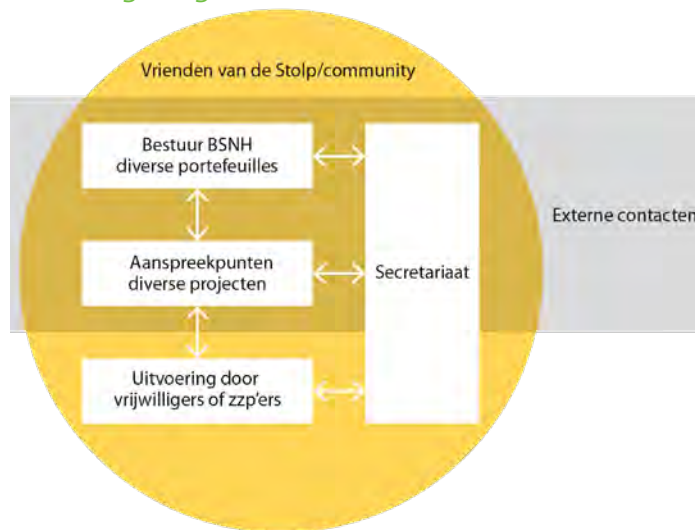 Vrienden van de Stolp/community
Bestuur BSNH
diverse portefeuilles
Externe contacten
Aanspreekpunten
diverse projecten
Secretariaat
Uitvoering door
vrijwilligers of zzp'ers